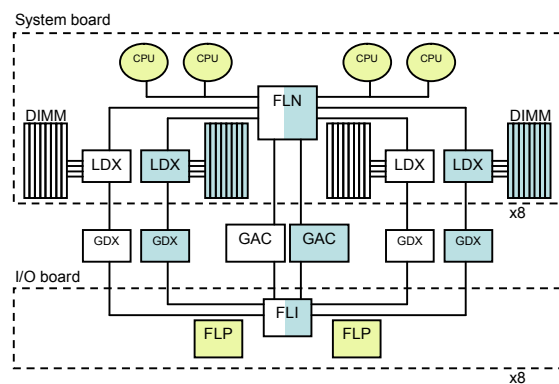 System board
CPU
CPU
CPU
CPU
FLN
DIMM
DIMM
LDX
LDX
LDX
LDX
x8
GDX
GDX
GAC
GAC
GDX
GDX
I/O board
FLI
FLP
FLP
x8